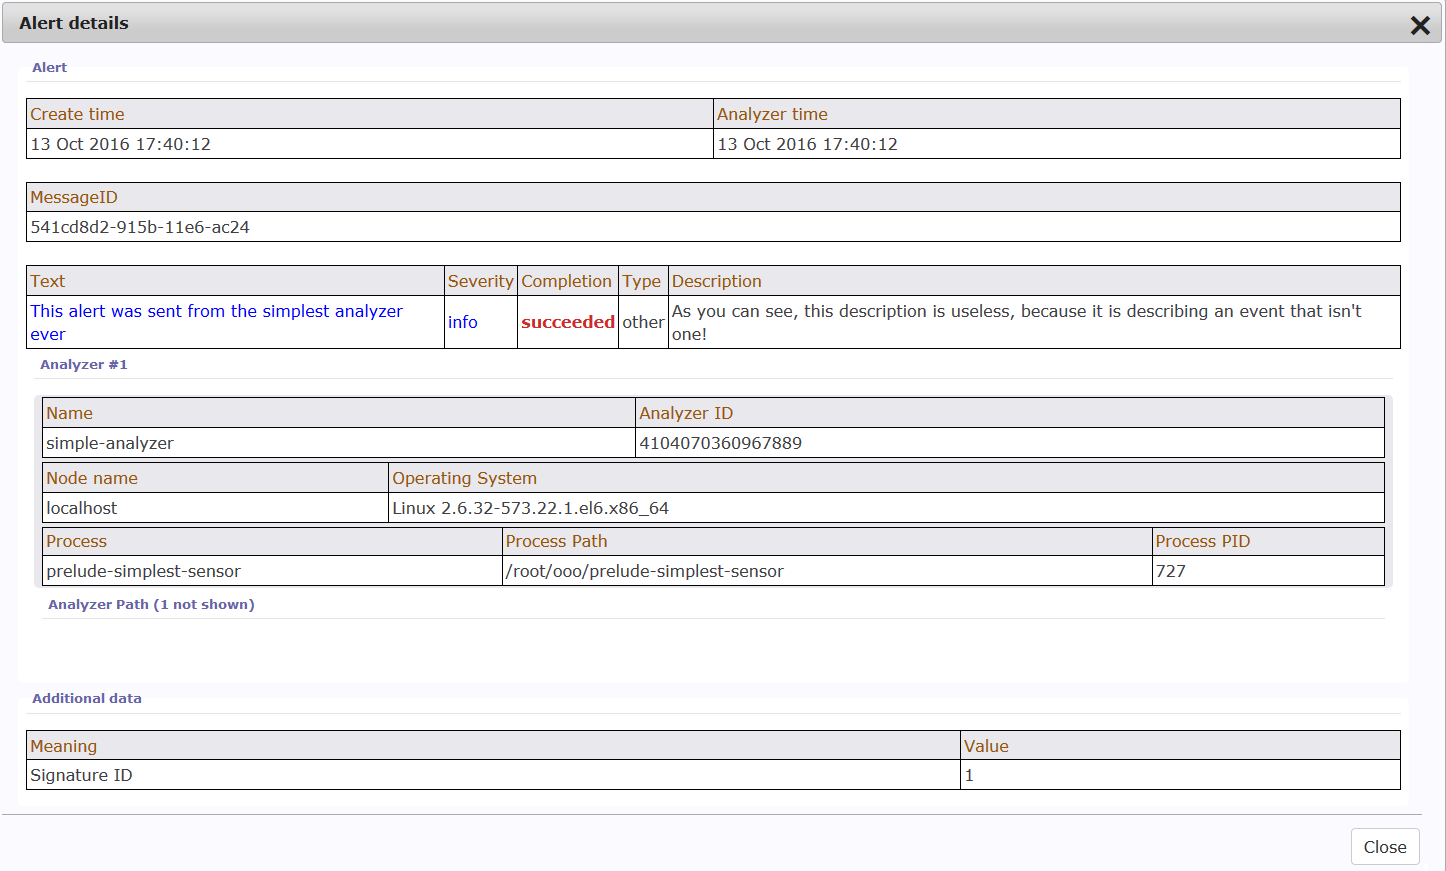 Alert details
Alert
Create time Analyzer time
13 Oct 2016 17:40:12 13 Oct 2016 17:40:12
MessageID
541cd8d2-915b-11e6-ac24
Text Severity Completion Type Description
This alert was sent from the simplest analyzer
ever
info
succeeded
other
As you can see, this description is useless, because it is describing an event that isn't
one!
Analyzer #1
Name Analyzer ID
simple-analyzer 4104070360967889
Node name Operating System
localhost Linux 2.6.32-573.22.1.el6.x86_64
Process Process Path Process PID
prelude-simplest-sensor /root/ooo/prelude-simplest-sensor 727
Analyzer Path (1 not shown)
Additional data
Meaning Value
Signature ID 1
Close